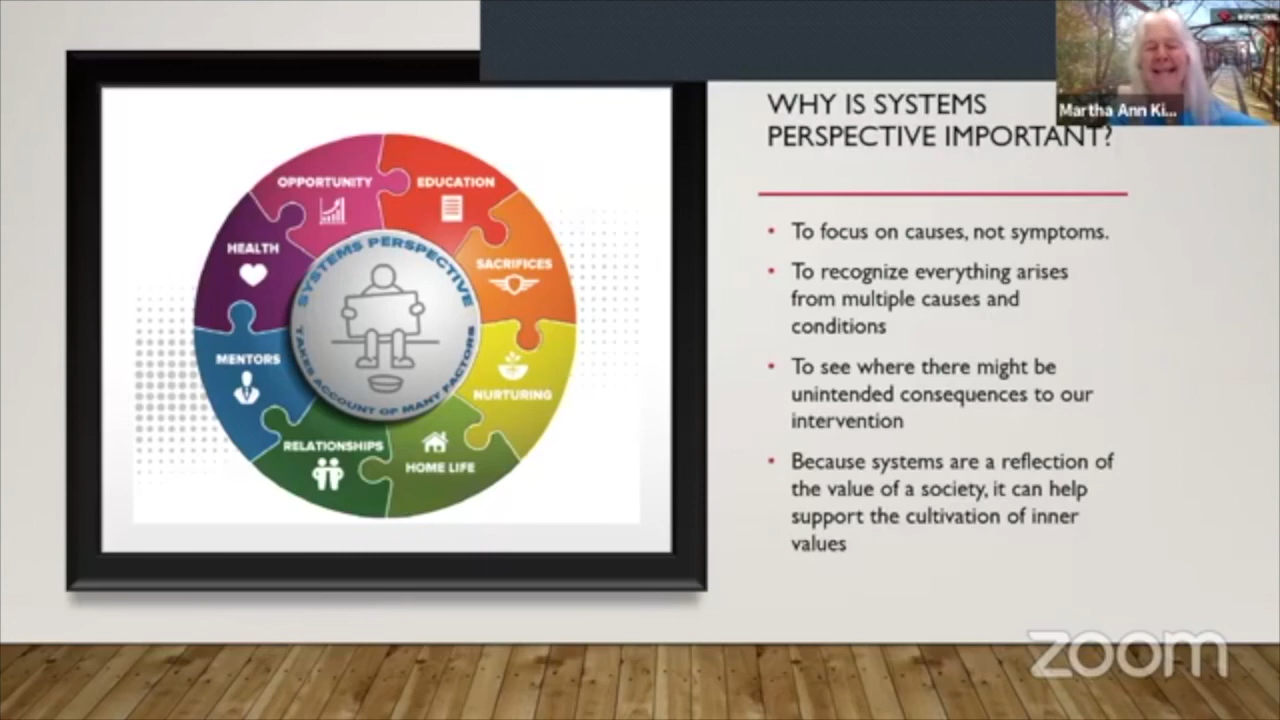 WHY IS SYSTEMS
PERSPECTIVE IMPORTANT?
Martha Ann Ki...
OPPORTUNITY
EDUCATION
HEALTH
SACRIFICES
SYSTEMS PERSPECTIVE
TAKES ACCOUNT OF MANY FACTORS
MENTORS
NURTURING
RELATIONSHIPS
HOME LIFE
• To focus on causes, not symptoms.
• To recognize everything arises
from multiple causes and
conditions
• To see where there might be
unintended consequences to our
intervention
• Because systems are a reflection of
the value of a society, it can help
support the cultivation of inner
values
zoom